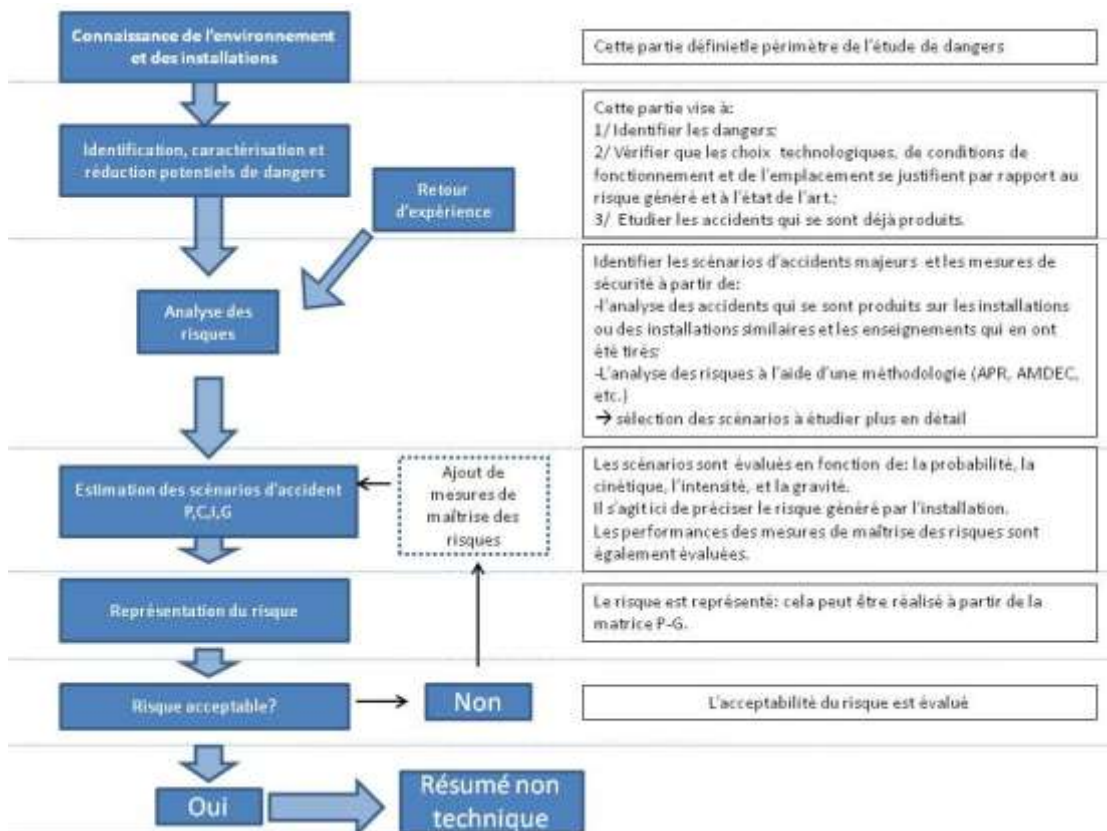 Connaissance de l'environnement
et des installations
Cette partie définietle périmètre de l'étude de dangers
Identification, caractérisation et
réduction potentiels de dangers
Retour
d'expérience
Cette partie vise à:
1/ Identifier les dangers;
2/ Vérifier que les choix technologiques, de conditions de
fonctionnement et de l'emplacement se justifient par rapport au
risque généré et à l'état de l'art.;
3/ Etudier les accidents qui se sont déjà produits.
Analyse des
risques
Identifier les scénarios d'accidents majeurs et les mesures de
sécurité à partir de:
-l'analyse des accidents qui se sont produits sur les installations
ou des installations similaires et les enseignements qui en ont
été tirés;
-L'analyse des risques à l'aide d'une méthodologie (APR, AMDEC,
etc.)
→ sélection des scénarios à étudier plus en détail
Estimation des scénarios d'accident
P,C,I,G
Ajout de
mesures de
maîtrise des
risques
Les scénarios sont évalués en fonction de: la probabilité, la
cinétique, l'intensité, et la gravité.
Il s'agit ici de préciser le risque généré par l'installation.
Les performances des mesures de maîtrise des risques sont
également évaluées.
Représentation du risque
Le risque est représenté: cela peut être réalisé à partir de la
matrice P-G.
Risque acceptable?
Non
L'acceptabilité du risque est évalué
Oui
Résumé non
technique